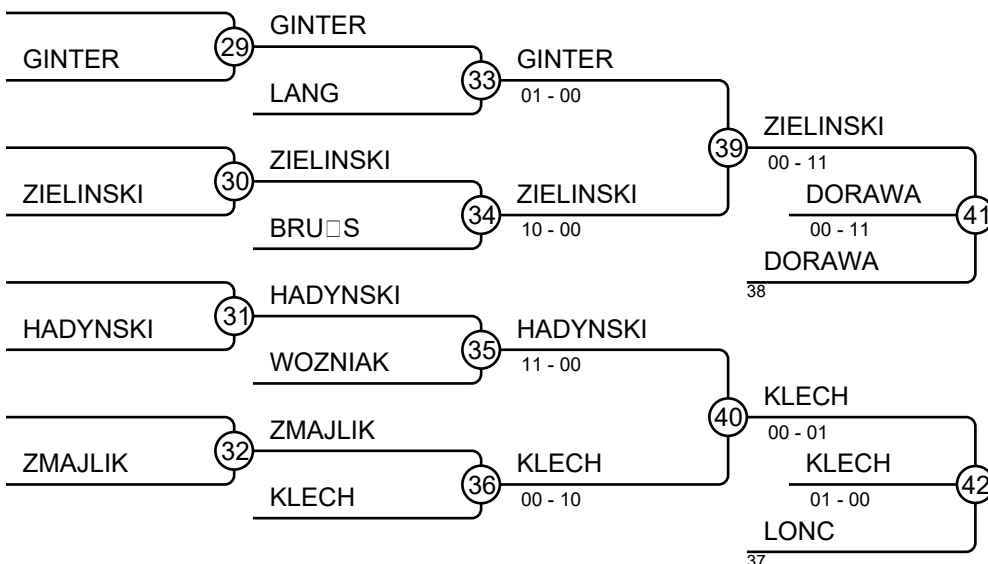 GINTER
29
GINTER
LANG
33
GINTER
01 - 00
ZIELINSKI
30
ZIELINSKI
BRU□S
34
ZIELINSKI
10 - 00
39
ZIELINSKI
00 - 11
DORAWA
00 - 11
41
DORAWA
38
HADYNSKI
31
HADYNSKI
WOZNIAK
35
HADYNSKI
11 - 00
ZMAJLIK
32
ZMAJLIK
KLECH
36
KLECH
00 - 10
40
KLECH
00 - 01
KLECH
01 - 00
42
LONC
37